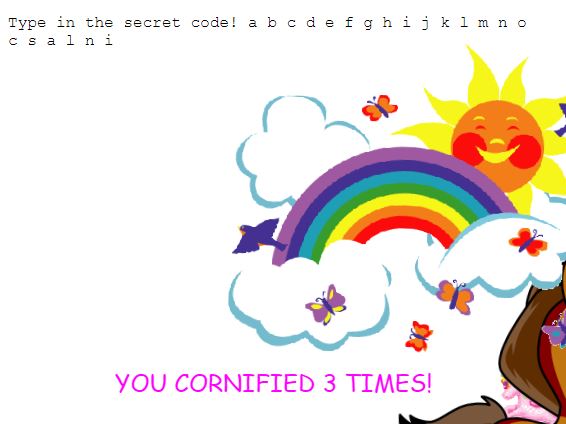 Type in the secret code! a b c d e f g h i j k l m n o
c s a l n i
YOU CORNIFIED 3 TIMES!